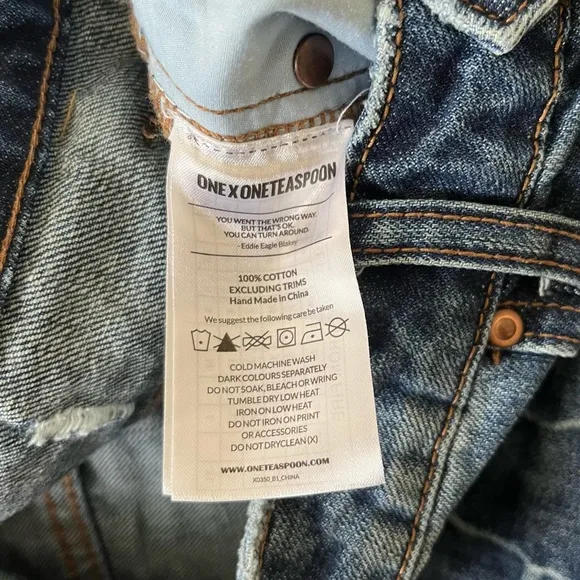 ONEXONETEASPOON
YOU WENT THE WRONG WAY.
BUT THAT'S OK.
YOU CAN TURN AROUND
- Eddie Eagle Blakey
100% COTTON
EXCLUDING TRIMS
Hand Made in China
We suggest the following care be taken
COLD MACHINE WASH
DARK COLOURS SEPARATELY
DO NOT SOAK, BLEACH OR WRING
TUMBLE DRY LOW HEAT
IRON ON LOW HEAT
DO NOT IRON ON PRINT
OR ACCESSORIES
DO NOT DRYCLEAN (X)
WWW.ONETEASPOON.COM
X0350_B1_CHINA